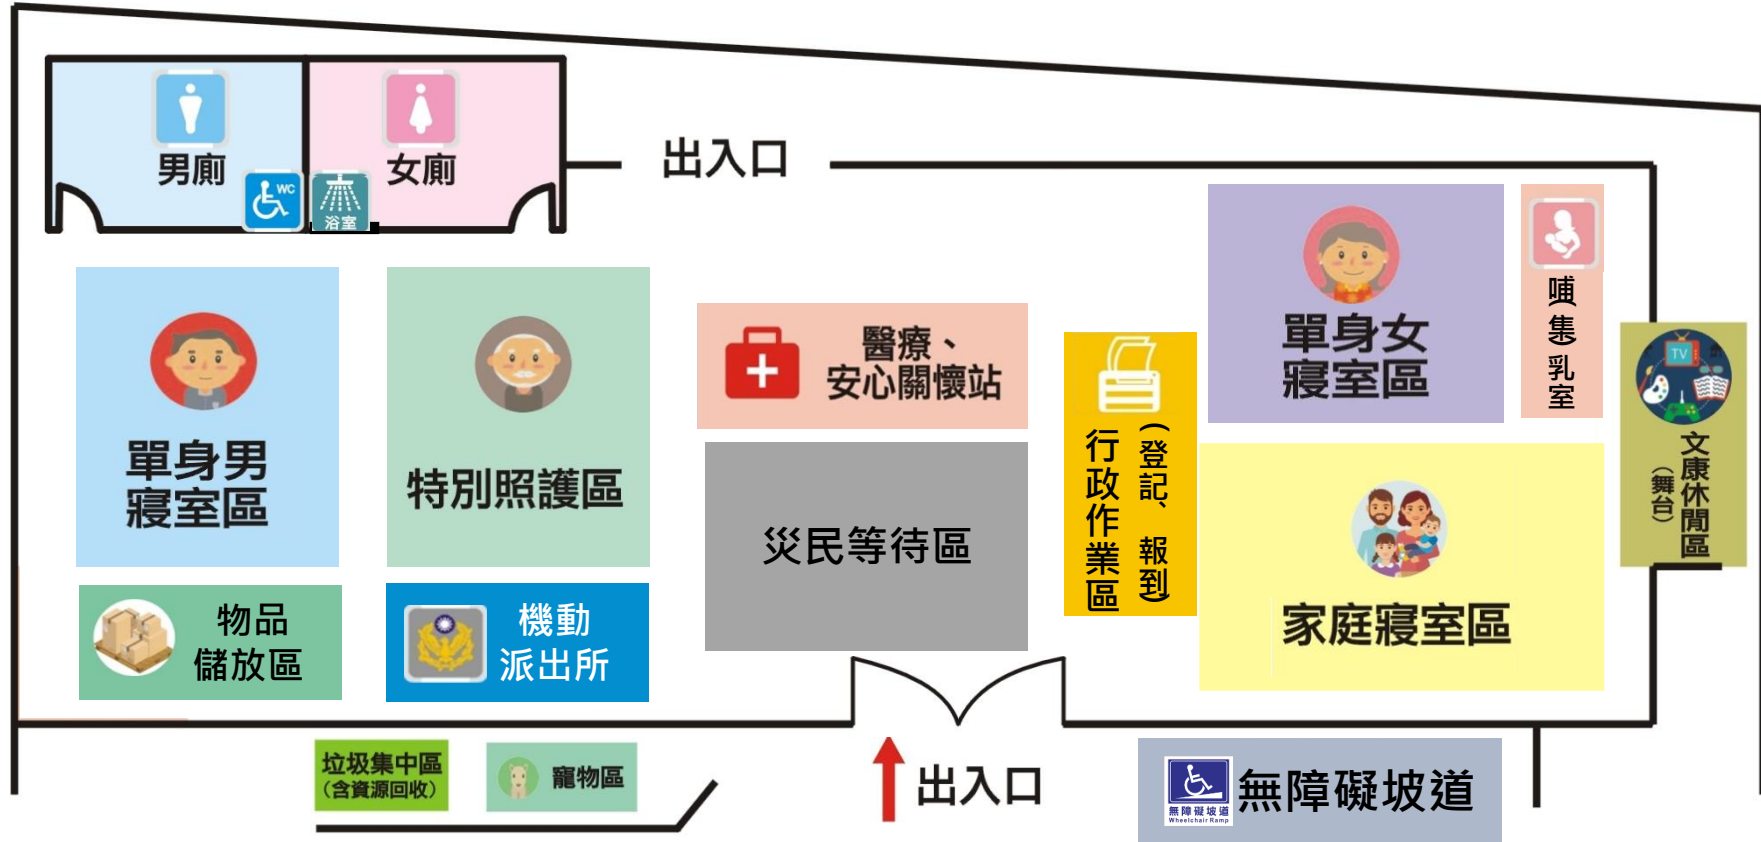 男廁
WC
浴室
女廁
出入口
單身男
寢室區
特別照護區
醫療、
安心關懷站
災民等待區
行政作業區
(登記、報到)
單身女
寢室區
哺(集)乳室
TV
文康休閒區
(舞台)
家庭寢室區
物品
儲放區
機動
派出所
垃圾集中區
(含資源回收)
寵物區
出入口
無障礙坡道
Wheelchair Ramp
無障礙坡道